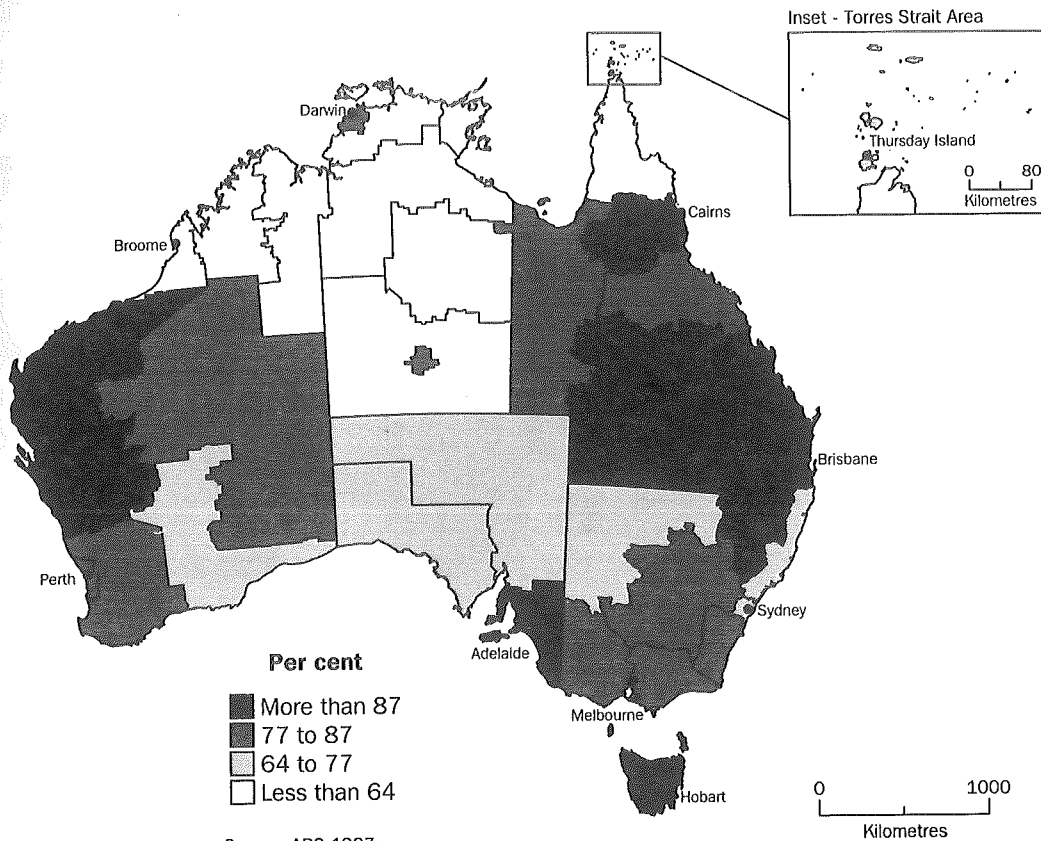 Inset - Torres Strait Area
Darwin
Thursday Island
0 80
Kilometres
Cairns
Broome
Brisbane
Perth
Sydney
Adelaide
Per cent
More than 87
77 to 87
64 to 77
Less than 64
Melbourne
Hobart
0 1000
Kilometres